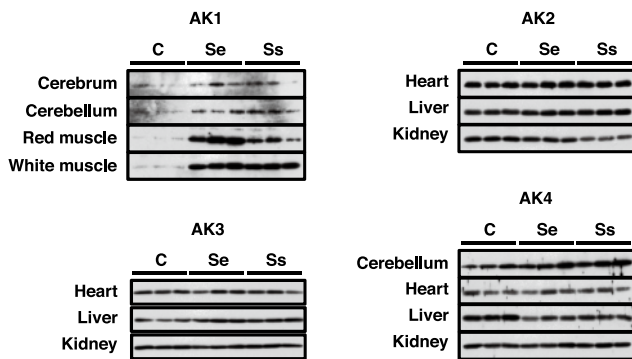 AK1
C Se Ss
Cerebrum
Cerebellum
Red muscle
White muscle
AK2
C Se Ss
Heart
Liver
Kidney
AK3
C Se Ss
Heart
Liver
Kidney
AK4
C Se Ss
Cerebellum
Heart
Liver
Kidney